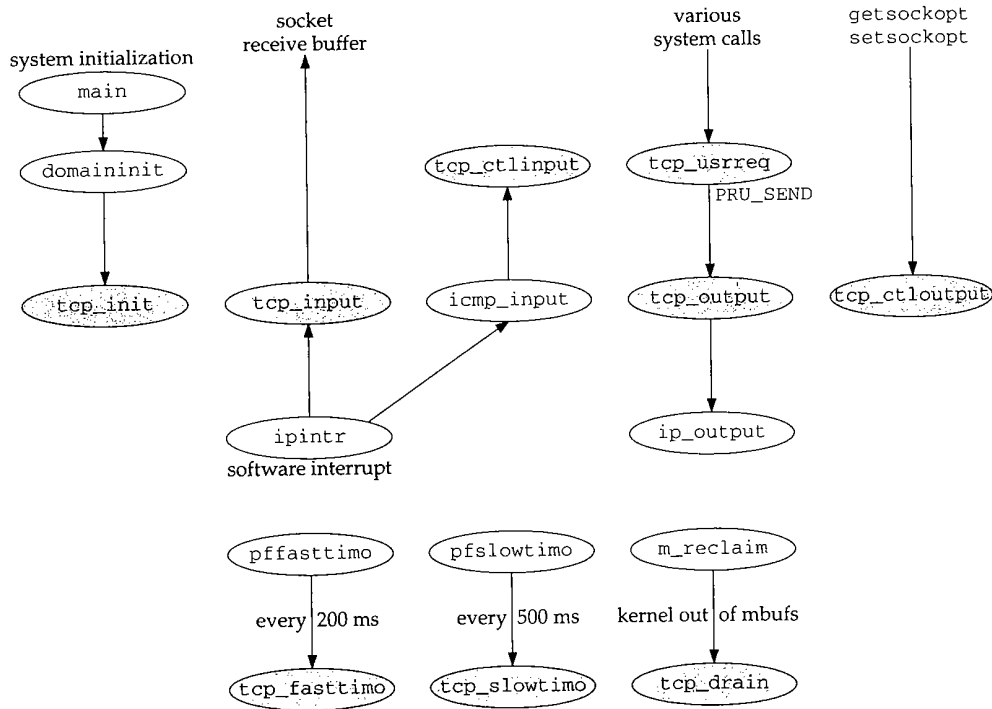 system initialization
main
domaininit
tcp_init
socket
receive buffer
tcp_input
ipintr
software interrupt
tcp_ctlinput
icmp_input
various
system calls
tcp_usrreq
PRU_SEND
tcp_output
ip_output
getsockopt
setsockopt
tcp_ctloutput
pffasttimo
every 200 ms
tcp_fasttimo
pfslowtimo
every 500 ms
tcp_slowtimo
m_reclaim
kernel out of mbufs
tcp_drain